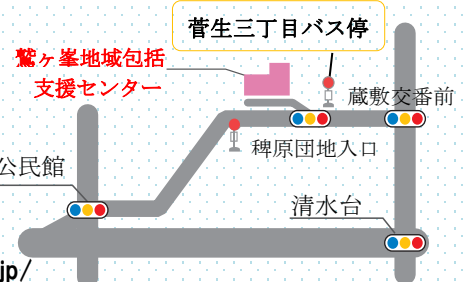 菅生三丁目バス停
鷲ヶ峯地域包括
支援センター
蔵敷交番前
稗原団地入口
公民館
清水台
jp/